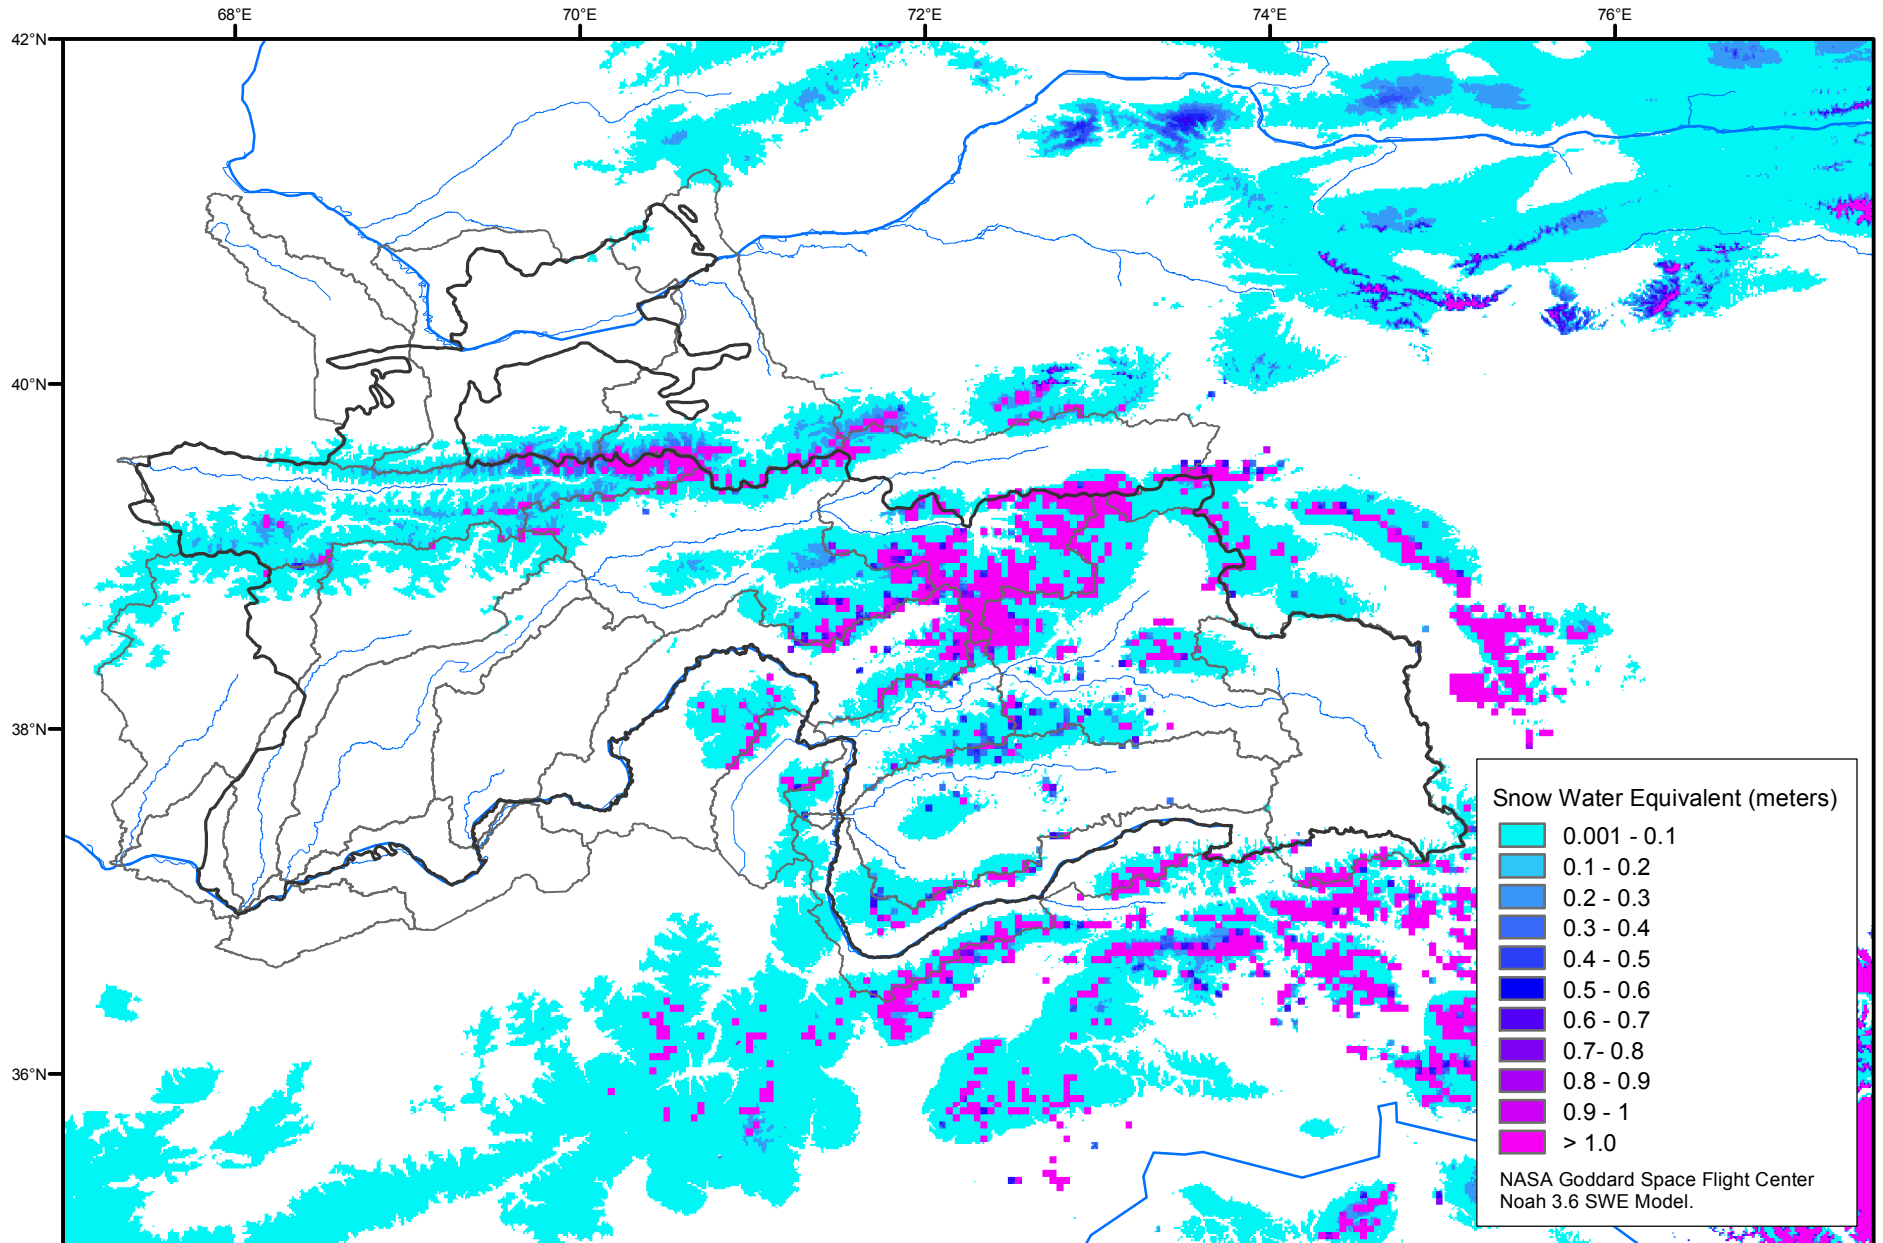 68°E
70°E
72°E
74°E
76°E
42°N
40°N
38°N
36°N
Snow Water Equivalent (meters)
0.001 - 0.1
0.1 - 0.2
0.2 - 0.3
0.3 - 0.4
0.4 - 0.5
0.5 - 0.6
0.6 - 0.7
0.7- 0.8
0.8 - 0.9
0.9 - 1
> 1.0
NASA Goddard Space Flight Center
Noah 3.6 SWE Model.